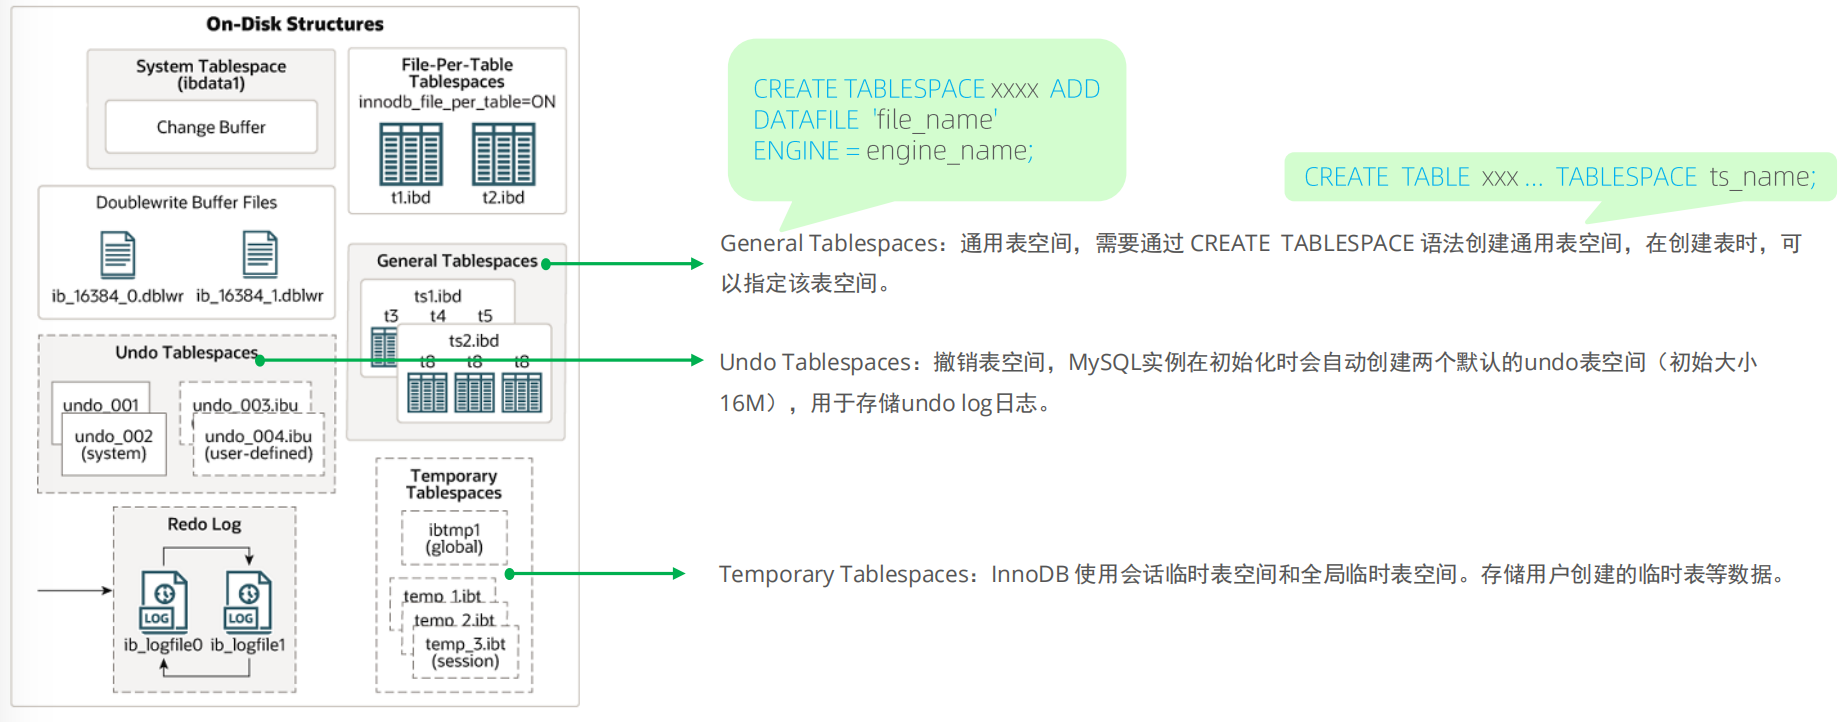 On-Disk Structures
System Tablespace
(ibdata1)
Change Buffer
File-Per-Table
Tablespaces
innodb_file_per_table=ON
t1.ibd
t2.ibd
Doublewrite Buffer Files
ib_16384_0.dblwr
ib_16384_1.dblwr
General Tablespaces
ts1.ibd
t3 t4 t5
ts2.ibd
t8 t8 t8
Undo Tablespaces
undo_001
undo_002
(system)
undo_003.ibu
undo_004.ibu
(user-defined)
Temporary
Tablespaces
ibtmp1
(global)
temp_1.ibt
temp_2.ibt
temp_3.ibt
(session)
Redo Log
LOG
LOG
ib_logfile0
ib_logfile1
CREATE TABLESPACE xxxx ADD
DATAFILE 'file_name'
ENGINE = engine_name;
CREATE TABLE xxx ... TABLESPACE ts_name;
General Tablespaces：通用表空间，需要通过 CREATE TABLESPACE 语法创建通用表空间，在创建表时，可
以指定该表空间。
Undo Tablespaces：撤销表空间，MySQL实例在初始化时会自动创建两个默认的undo表空间（初始大小
16M），用于存储undo log日志。
Temporary Tablespaces：InnoDB 使用会话临时表空间和全局临时表空间。存储用户创建的临时表等数据。